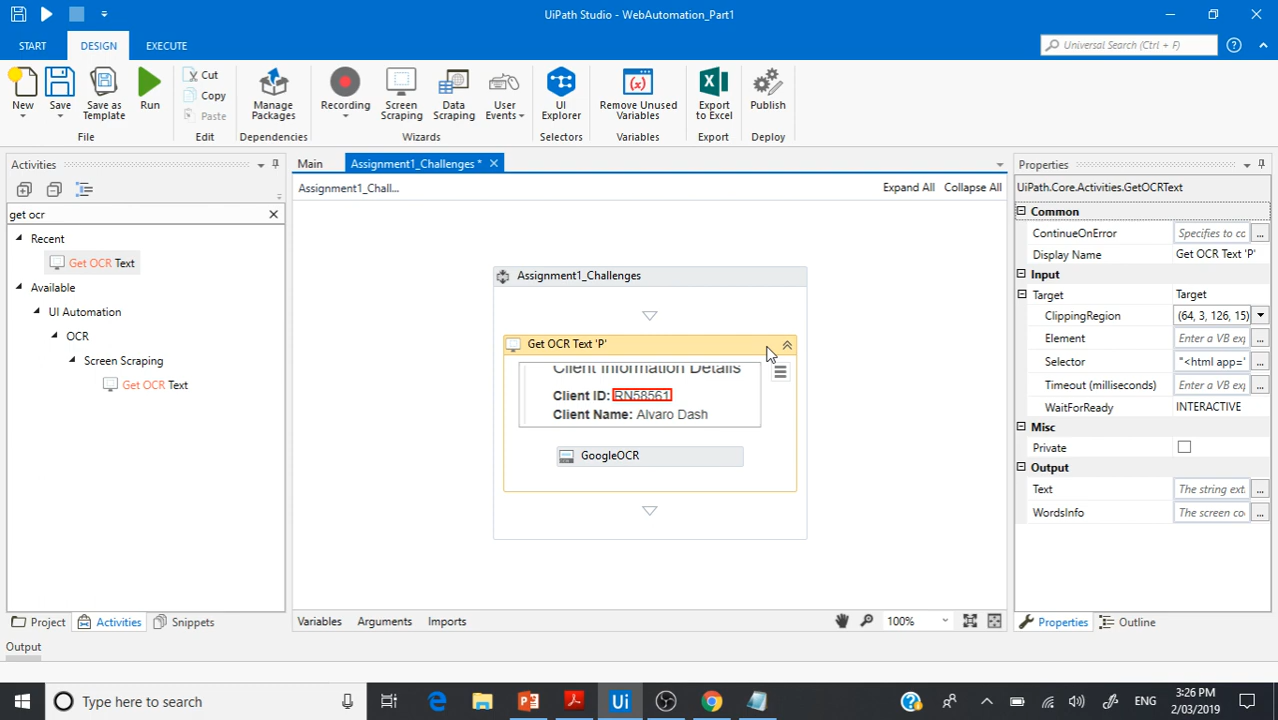 UiPath Studio - WebAutomation_Part1
START DESIGN EXECUTE
Universal Search (Ctrl + F)
New Save Save as Template Run
Cut
Copy
Paste
Manage Packages
Recording
Screen Scraping
Data Scraping
User Events
UI Explorer
Remove Unused Variables
Export to Excel
Publish
File Edit Dependencies Wizards Selectors Variables Export Deploy
Activities
get ocr
Recent
Get OCR Text
Available
UI Automation
OCR
Screen Scraping
Get OCR Text
Project Activities Snippets
Output
Main Assignment1_Challenges *
Assignment1_Chall...
Expand All Collapse All
Assignment1_Challenges
Get OCR Text 'P'
Client Information Details
Client ID: RN58561
Client Name: Alvaro Dash
GoogleOCR
Variables Arguments Imports
100%
Properties
UiPath.Core.Activities.GetOCRText
Common
ContinueOnError Specifies to co
Display Name Get OCR Text 'P'
Input
Target Target
ClippingRegion (64, 3, 126, 15)
Element Enter a VB exp
Selector "<html app='
Timeout (milliseconds) Enter a VB exp
WaitForReady INTERACTIVE
Misc
Private
Output
Text The string ext
WordsInfo The screen co
Properties Outline
Type here to search
Ui
ENG
3:26 PM
2/03/2019